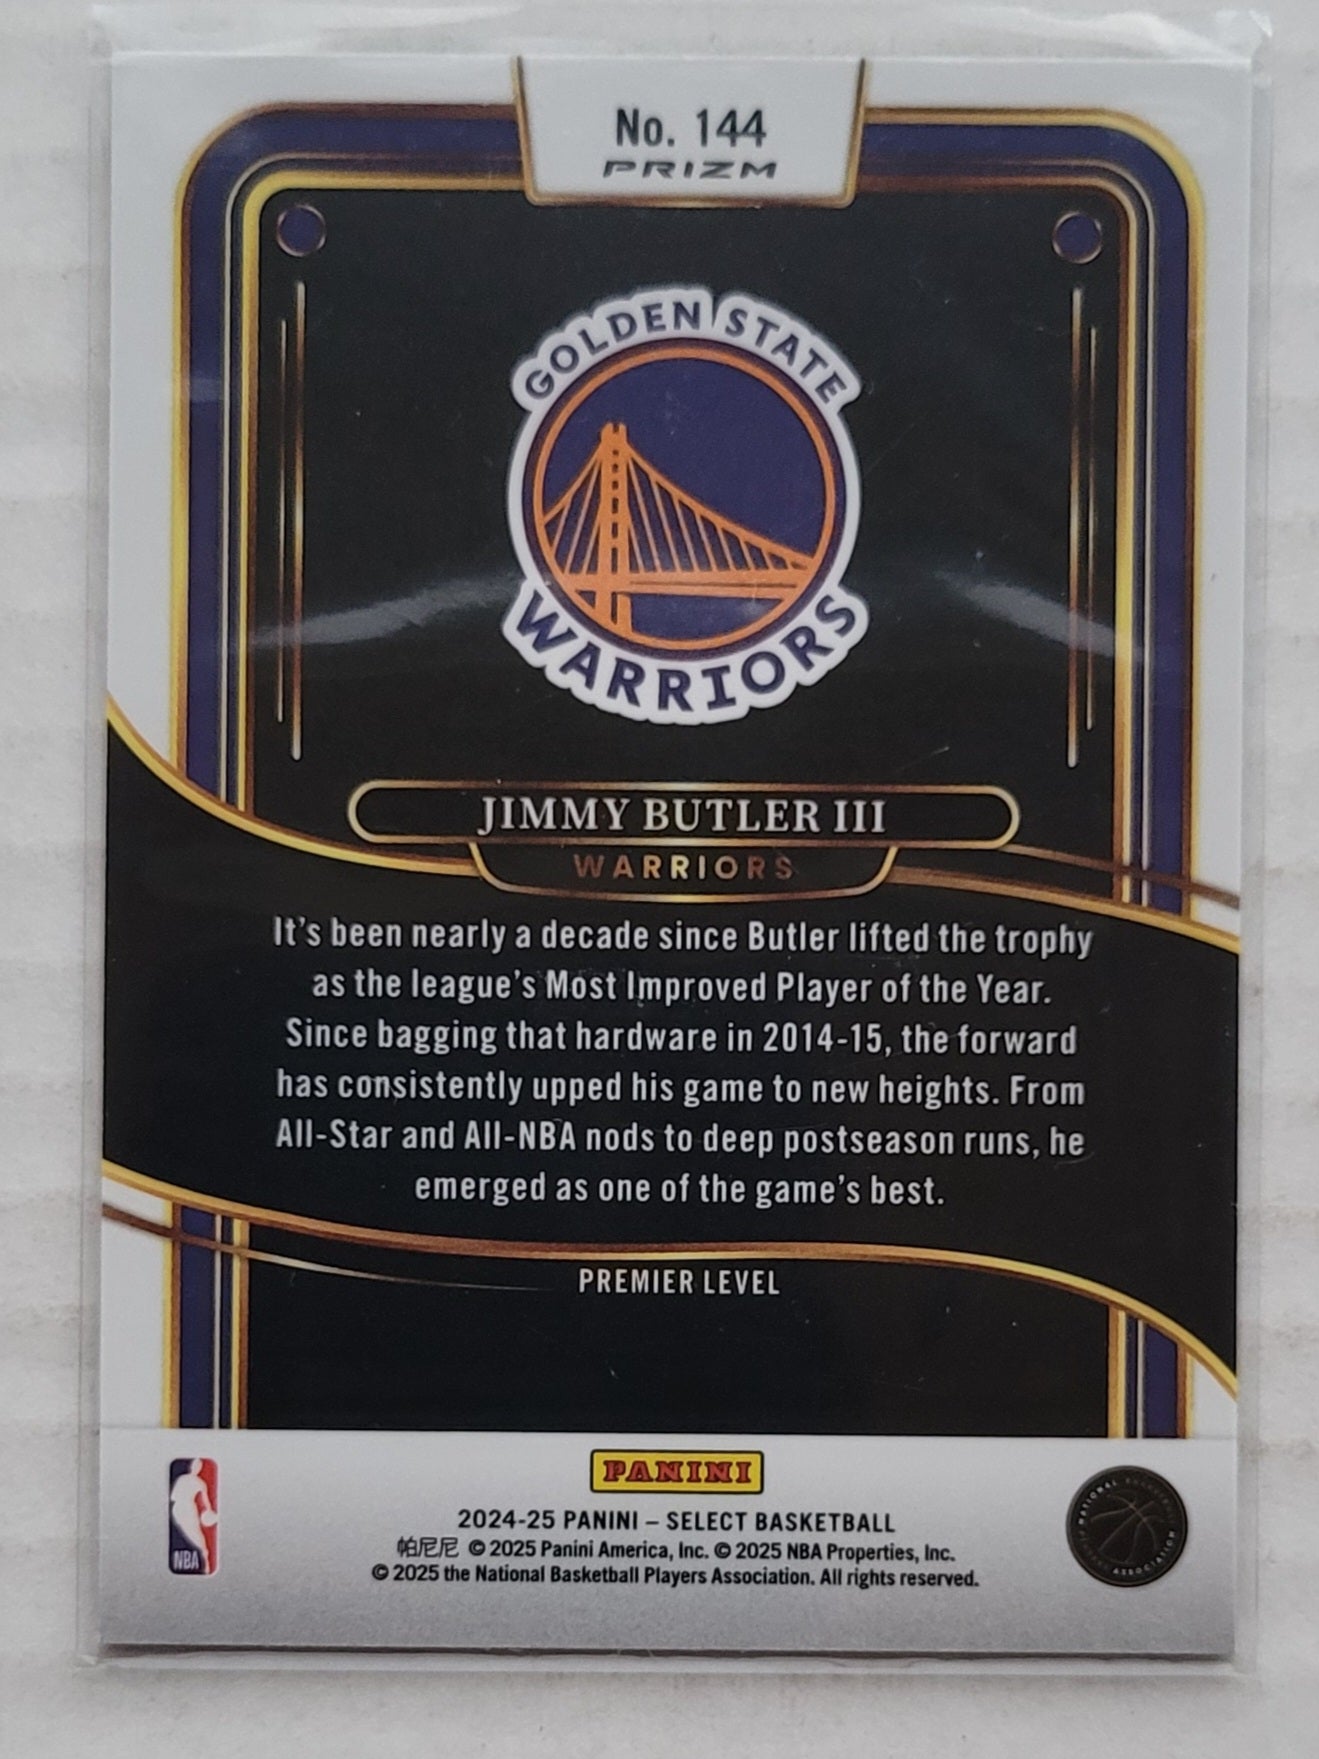 No. 144
PRIZM
GOLDEN STATE
WARRIORS
JIMMY BUTLER III
WARRIORS
It's been nearly a decade since Butler lifted the trophy
as the league's Most Improved Player of the Year.
Since bagging that hardware in 2014-15, the forward
has consistently upped his game to new heights. From
All-Star and All-NBA nods to deep postseason runs, he
emerged as one of the game's best.
PREMIER LEVEL
PANINI
2024-25 PANINI – SELECT BASKETBALL
帕尼尼 © 2025 Panini America, Inc. © 2025 NBA Properties, Inc.
© 2025 the National Basketball Players Association. All rights reserved.
NBA
NATIONAL BASKETBALL PLAYERS ASSOCIATION